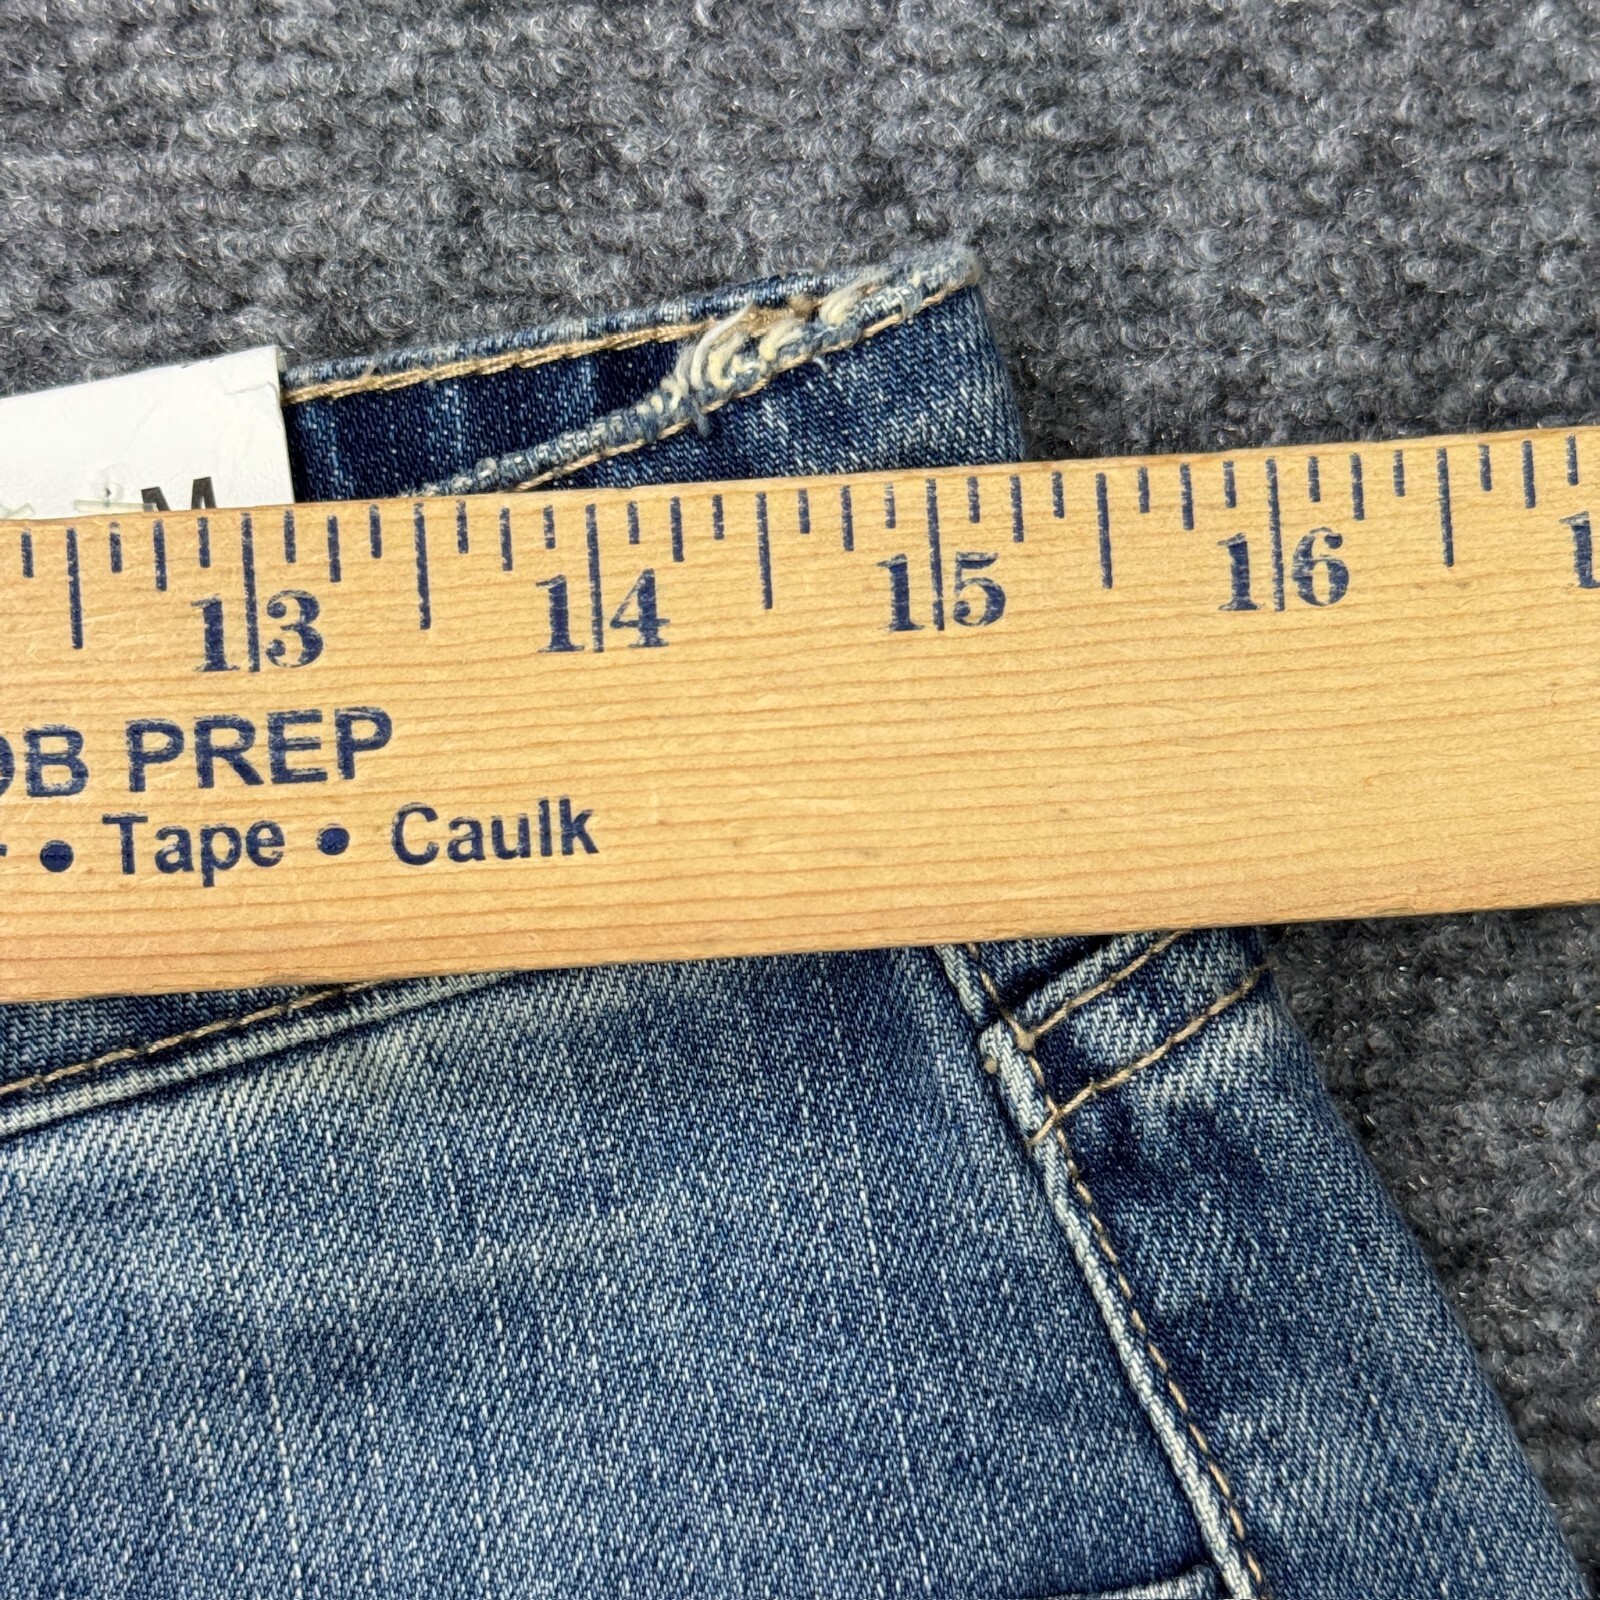 M
13 14 15 16
OB PREP
• Tape • Caulk